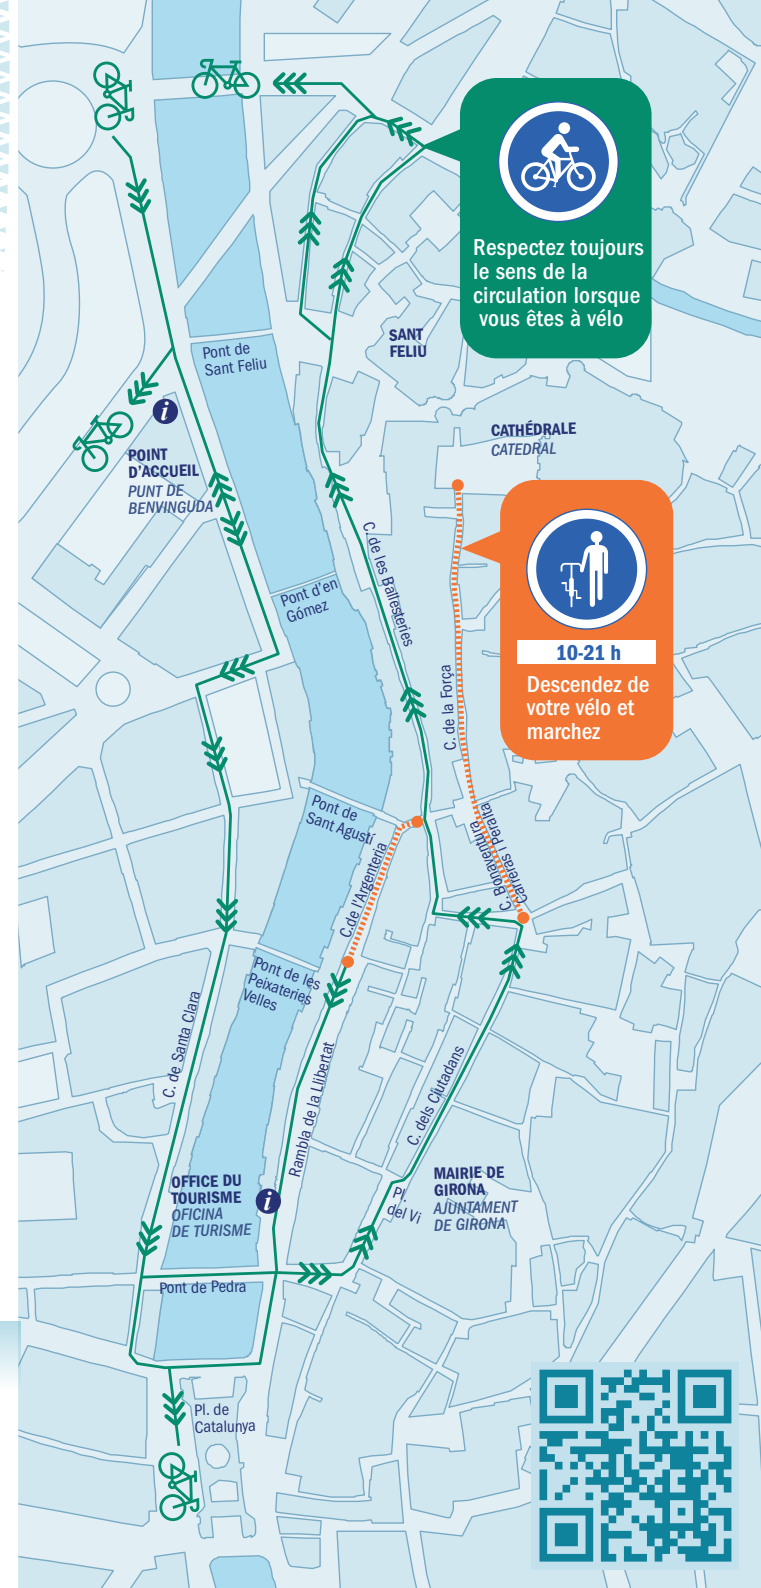 Respectez toujours
le sens de la
circulation lorsque
vous êtes à vélo
SANT
FELIU
Pont de
Sant Feliu
CATHÉDRALE
CATEDRAL
i
POINT
D'ACCUEIL
PUNT DE
BENVINGUDA
C. de les Ballesteries
Pont d'en
Gómez
10-21 h
Descendez de
votre vélo et
marchez
C. de la Força
Pont de
Sant Agustí
C. Bonaventura
Carreras i Peralta
C. de l'Argenteria
Pont de les
Peixateries
Velles
C. de Santa Clara
Rambla de la Llibertat
C. dels Ciutadans
OFFICE DU
TOURISME
OFICINA
DE TURISME
i
MAIRIE DE
GIRONA
AJUNTAMENT
DE GIRONA
Pl.
del Vi
Pont de Pedra
Pl. de
Catalunya